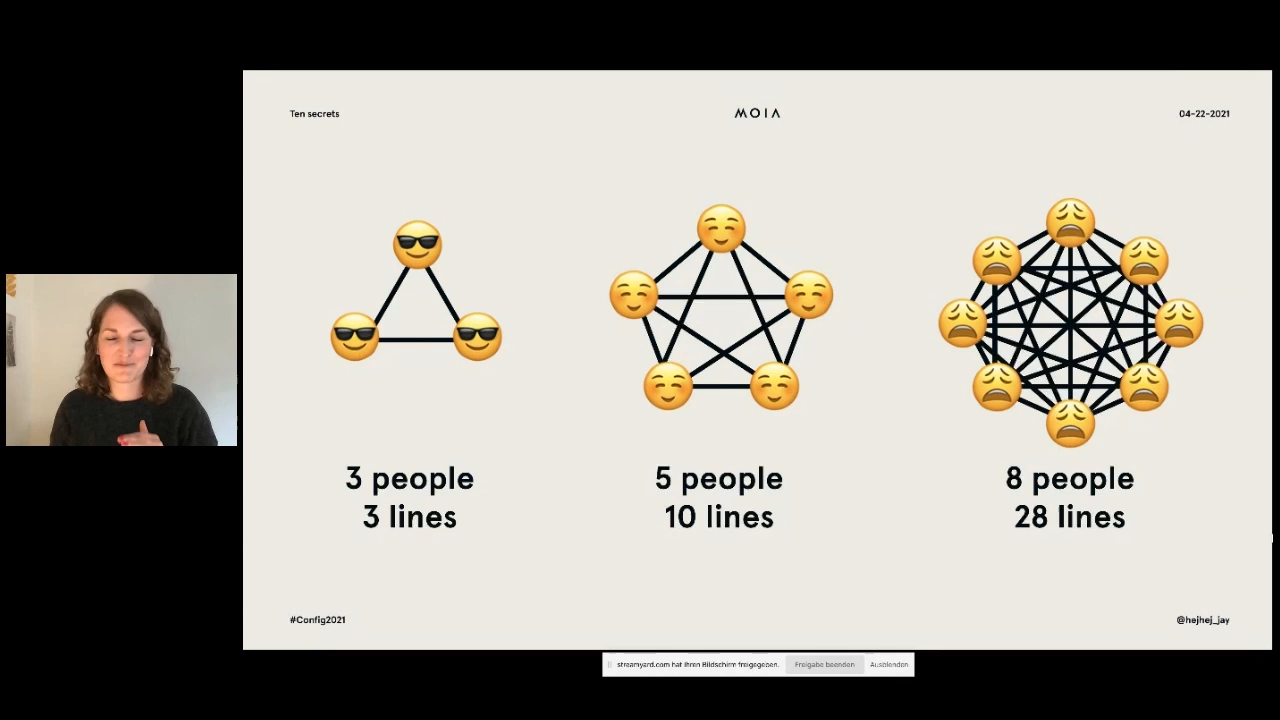 Ten secrets
MOIA
04-22-2021
3 people
3 lines
5 people
10 lines
8 people
28 lines
#Config2021
@hejhej_jay
streamyard.com hat Ihren Bildschirm freigegeben.
Freigabe beenden
Ausblenden